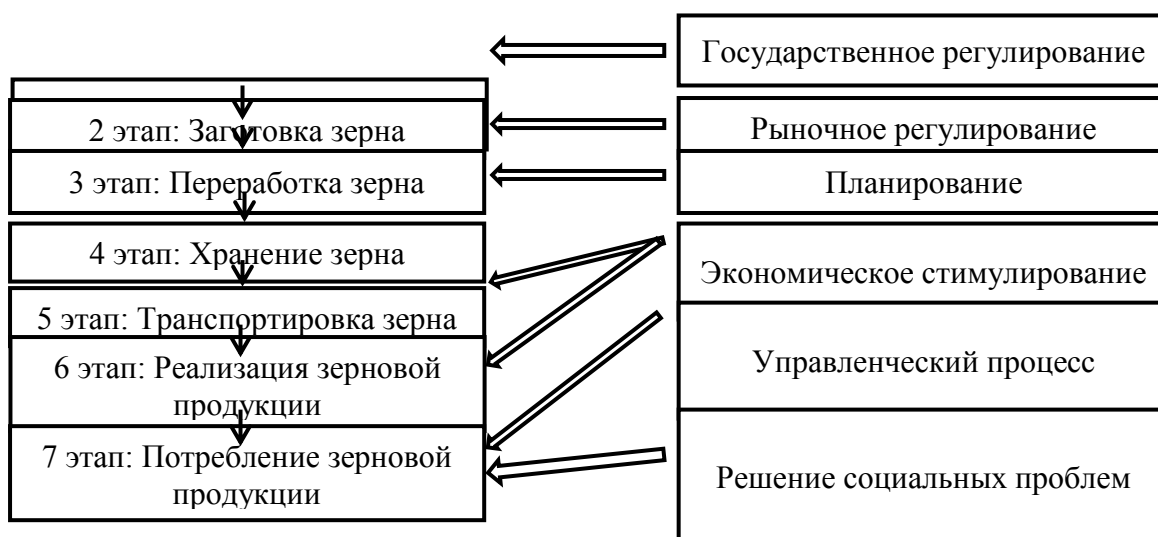 Государственное регулирование
2 этап: Заготовка зерна
Рыночное регулирование
3 этап: Переработка зерна
Планирование
4 этап: Хранение зерна
Экономическое стимулирование
5 этап: Транспортировка зерна
6 этап: Реализация зерновой
продукции
Управленческий процесс
7 этап: Потребление зерновой
продукции
Решение социальных проблем